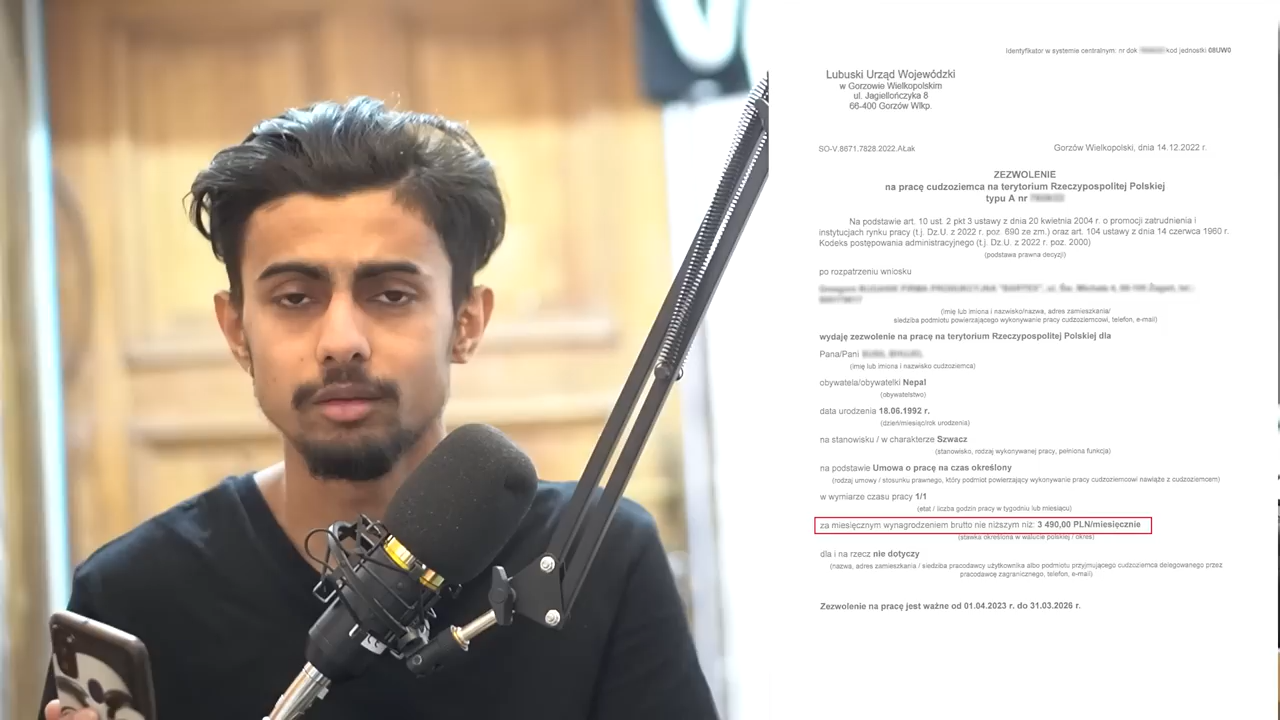 Identyfikator w systemie centralnym: nr dok kod jednostki 08UW0
Lubuski Urząd Wojewódzki
w Gorzowie Wielkopolskim
ul. Jagiellończyka 8
66-400 Gorzów Wlkp.
SO-V.8671.7828.2022.ALak
Gorzów Wielkopolski, dnia 14.12.2022 r.
ZEZWOLENIE
na pracę cudzoziemca na terytorium Rzeczypospolitej Polskiej
typu A nr
Na podstawie art. 10 ust. 2 pkt 3 ustawy z dnia 20 kwietnia 2004 r. o promocji zatrudnienia i
instytucjach rynku pracy (t.j. Dz.U. z 2022 r. poz. 690 ze zm.) oraz art. 104 ustawy z dnia 14 czerwca 1960 r.
Kodeks postępowania administracyjnego (t.j. Dz.U. z 2022 r. poz. 2000)
(podstawa prawna decyzji)
po rozpatrzeniu wniosku
(imię lub imiona i nazwisko/nazwa, adres zamieszkania/
siedziba podmiotu powierzającego wykonywanie pracy cudzoziemcowi, telefon, e-mail)
wydaję zezwolenie na pracę na terytorium Rzeczypospolitej Polskiej dla
Pana/Pani
(imię lub imiona i nazwisko cudzoziemca)
obywatela/obywatelki Nepal
(obywatelstwo)
data urodzenia 18.06.1992 r.
(dzień/miesiąc/rok urodzenia)
na stanowisku / w charakterze Szwacz
(stanowisko, rodzaj wykonywanej pracy, pełniona funkcja)
na podstawie Umowa o pracę na czas określony
(rodzaj umowy / stosunku prawnego, który podmiot powierzający wykonywanie pracy cudzoziemcowi nawiąże z cudzoziemcem)
w wymiarze czasu pracy 1/1
(etat / liczba godzin pracy w tygodniu lub miesiącu)
za miesięcznym wynagrodzeniem brutto nie niższym niż: 3 490,00 PLN/miesięcznie
(stawka określona w walucie polskiej / okres)
dla i na rzecz nie dotyczy
(nazwa, adres zamieszkania / siedziba pracodawcy użytkownika albo podmiotu przyjmującego cudzoziemca delegowanego przez
pracodawcę zagranicznego, telefon, e-mail)
Zezwolenie na pracę jest ważne od 01.04.2023 r. do 31.03.2026 r.